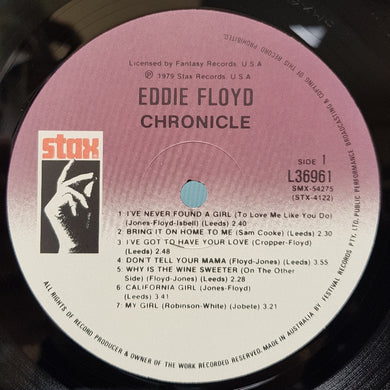 Licensed by Fantasy Records. U.S.A
℗ 1979 Stax Records. U.S.A
EDDIE FLOYD
CHRONICLE
stax
SIDE 1
L36961
SMX-54275
(STX-4122)
1 I'VE NEVER FOUND A GIRL (To Love Me Like You Do)
(Jones-Floyd-Isbell) (Leeds) 2.40
2 BRING IT ON HOME TO ME (Sam Cooke) (Leeds) 2.30
3 I'VE GOT TO HAVE YOUR LOVE (Cropper-Floyd)
(Leeds) 2.48
4 DON'T TELL YOUR MAMA (Floyd-Jones) (Leeds) 3.55
5 WHY IS THE WINE SWEETER (On The Other
Side) (Floyd-Jones) (Leeds) 2.28
6 CALIFORNIA GIRL (Jones-Floyd)
(Leeds) 3.41
7 MY GIRL (Robinson-White) (Jobete) 3.21
ALL RIGHTS OF RECORD PRODUCER & OWNER OF THE WORK RECORDED RESERVED. MADE IN AUSTRALIA BY FESTIVAL RECORDS PTY. LTD. PUBLIC PERFORMANCE BROADCASTING & COPYING OF THIS RECORD PROHIBITED.